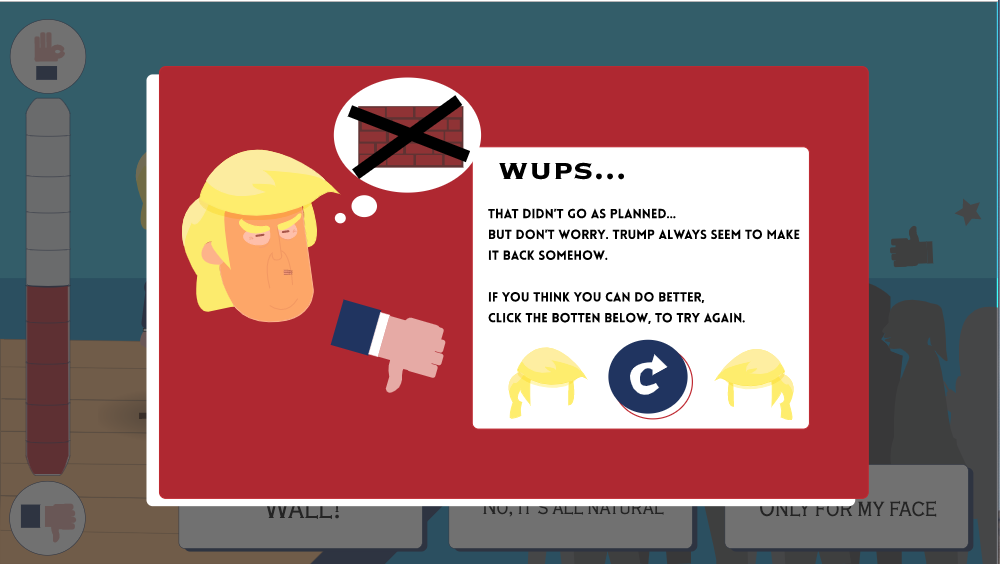 WUPS...
THAT DIDN'T GO AS PLANNED...
BUT DON'T WORRY. TRUMP ALWAYS SEEM TO MAKE
IT BACK SOMEHOW.
IF YOU THINK YOU CAN DO BETTER,
CLICK THE BOTTEN BELOW, TO TRY AGAIN.
WALL!
NO, IT'S ALL NATURAL
ONLY FOR MY FACE